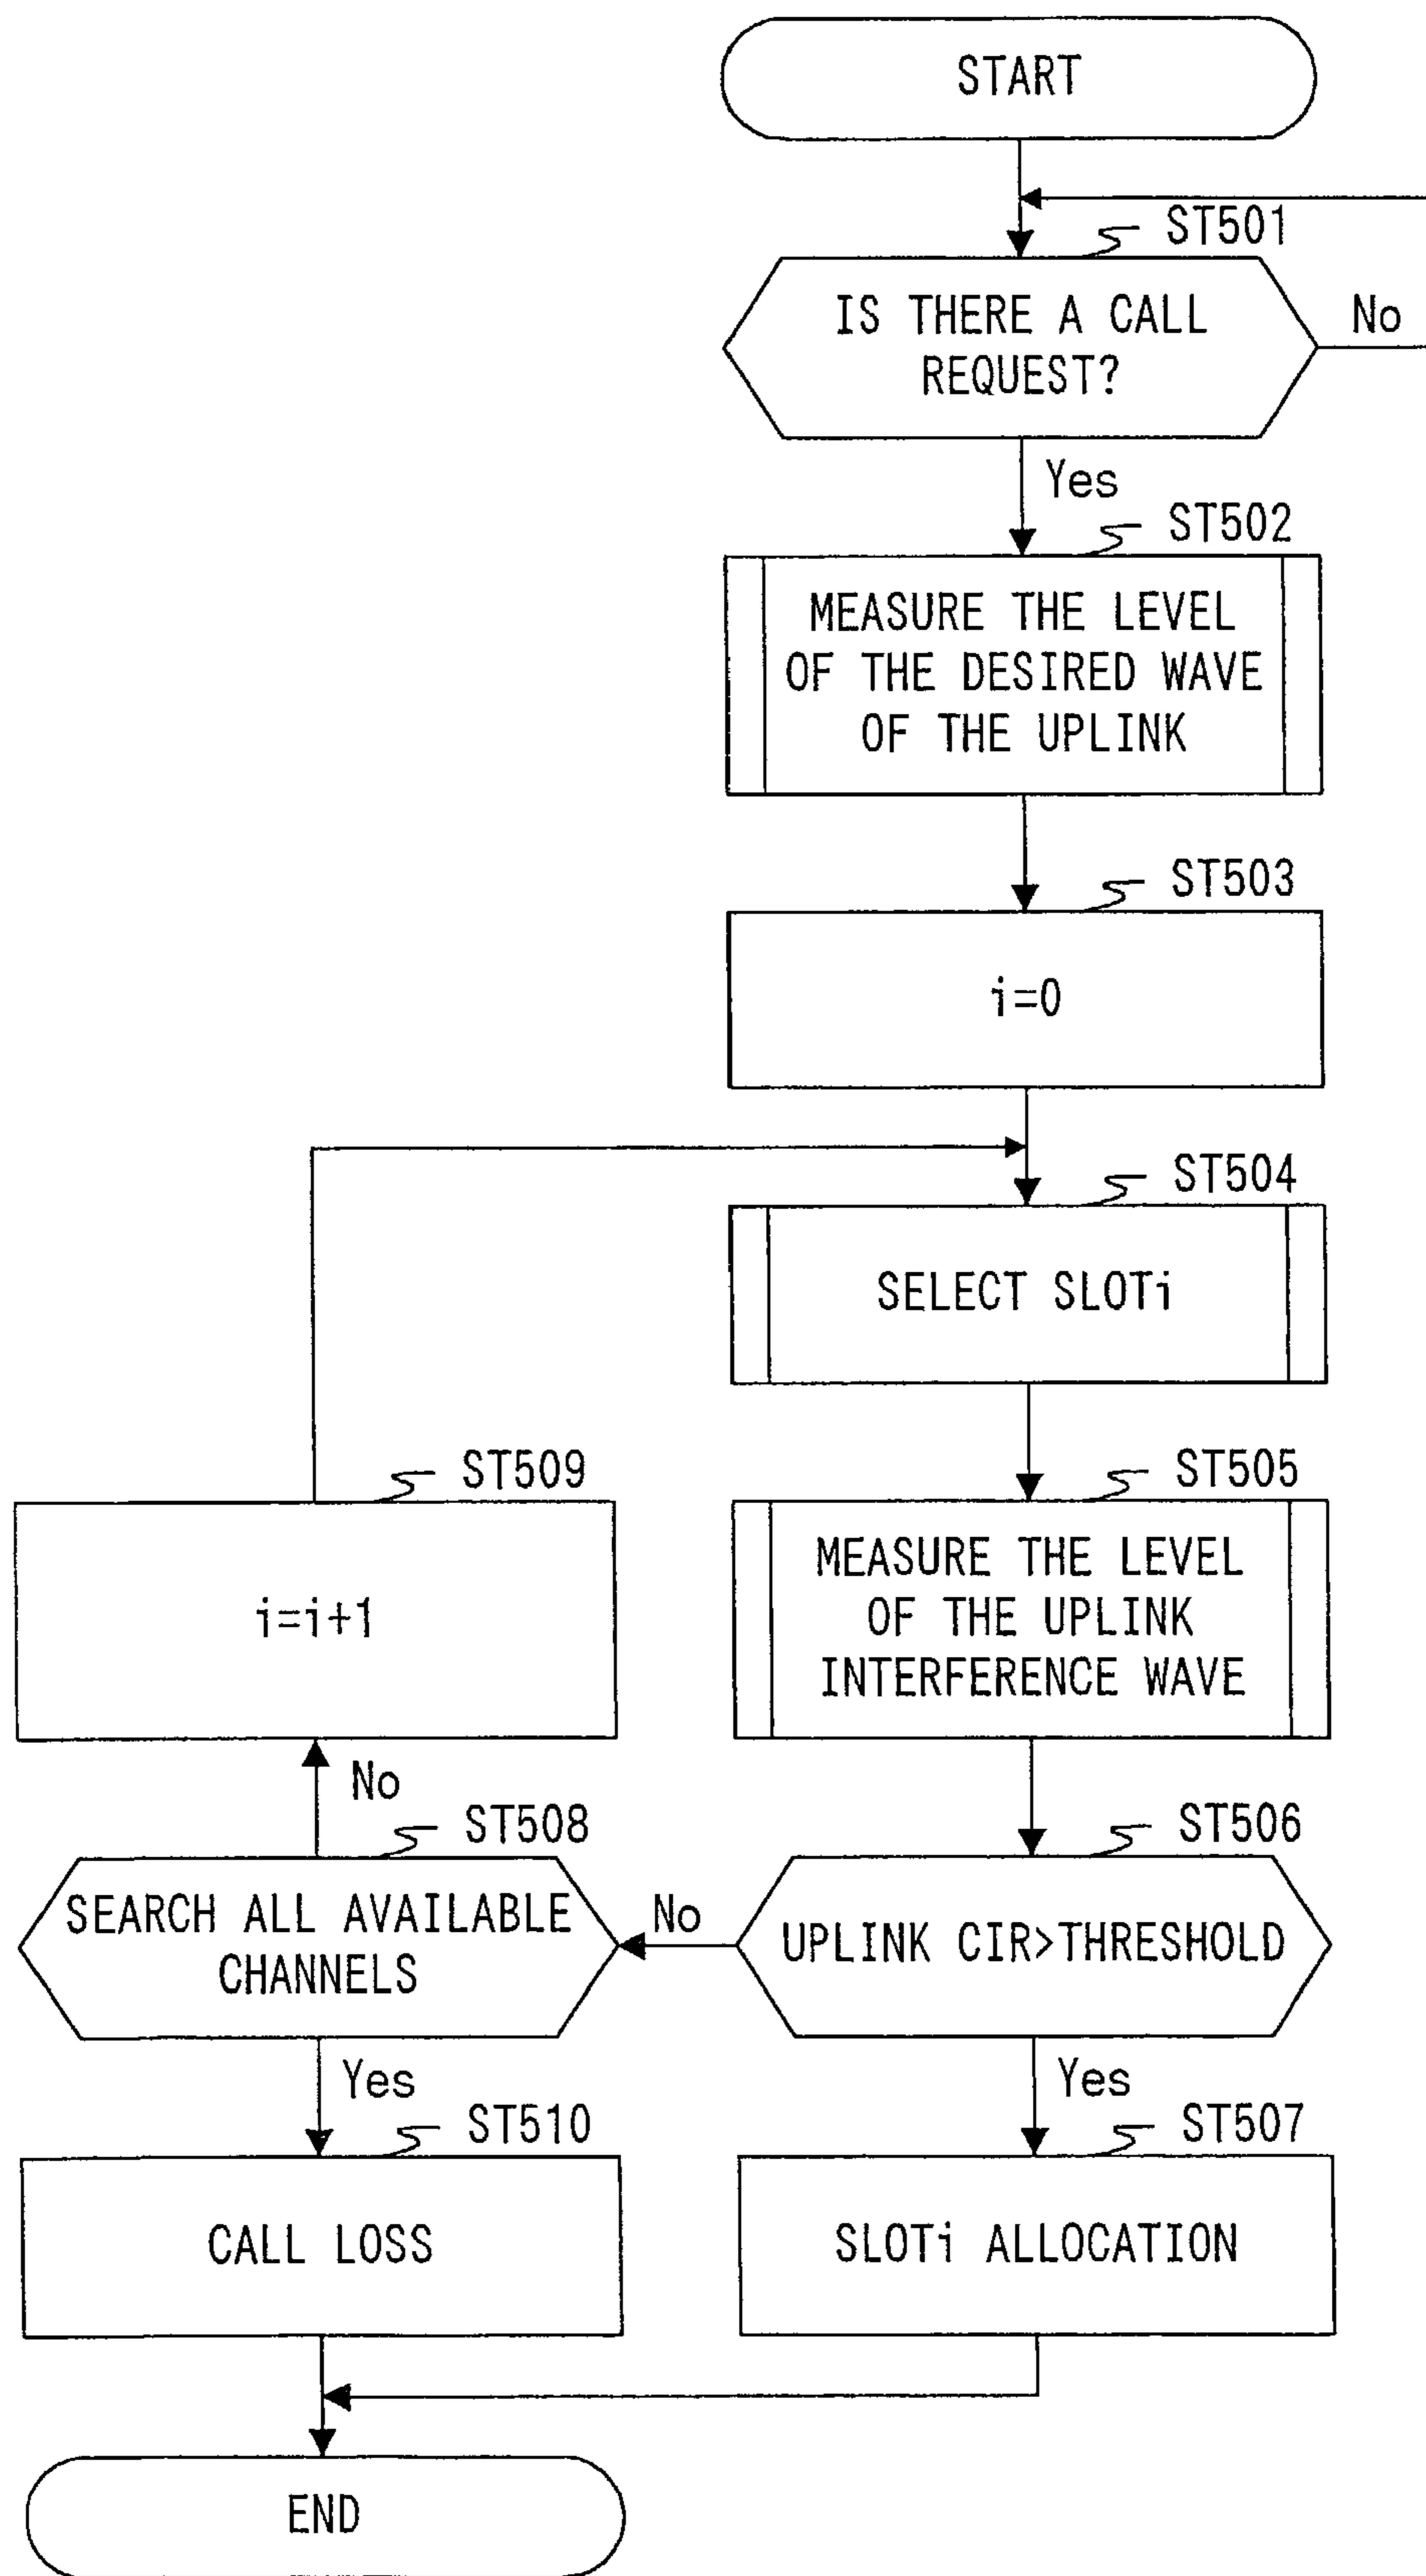 START
ST501
IS THERE A CALL
REQUEST?
No
Yes
ST502
MEASURE THE LEVEL
OF THE DESIRED WAVE
OF THE UPLINK
ST503
i=0
ST504
SELECT SLOTi
ST505
MEASURE THE LEVEL
OF THE UPLINK
INTERFERENCE WAVE
ST509
i=i+1
No
ST506
UPLINK CIR>THRESHOLD
No
ST508
SEARCH ALL AVAILABLE
CHANNELS
Yes
Yes
ST510
CALL LOSS
ST507
SLOTi ALLOCATION
END